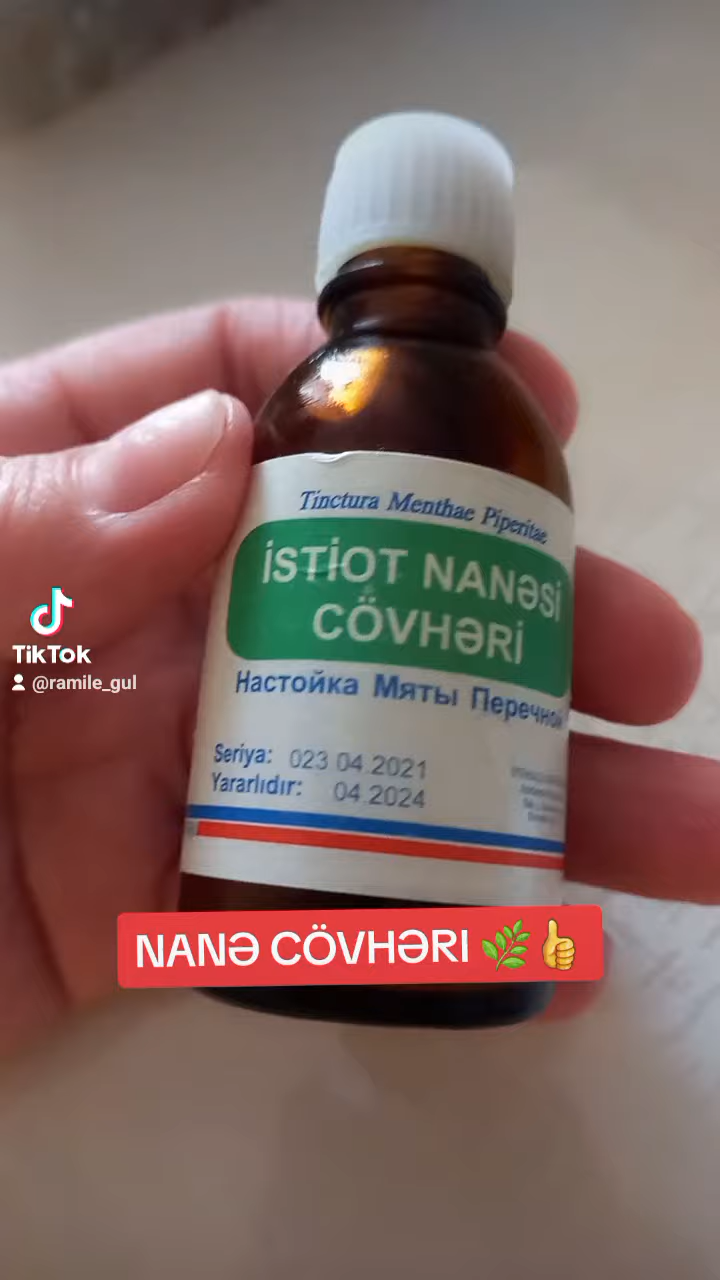 Tinctura Menthae Piperitae
İSTİOT NANƏSİ
CÖVHƏRİ
Настойка Мяты Перечной
Seriya: 023 04.2021
Yararlıdır: 04.2024
TikTok
@ramile_gul
NANƏ CÖVHƏRI 🌿👍